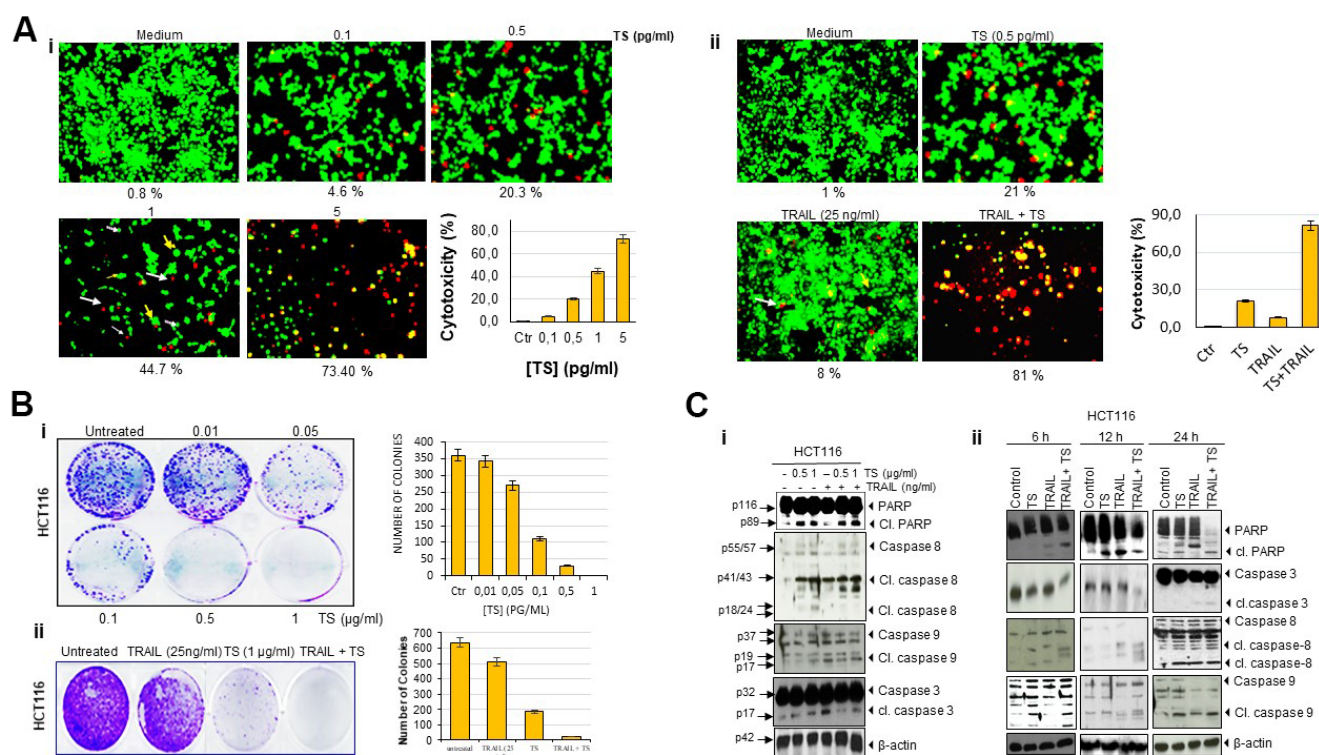 A
i
Medium
0.1
0.5
TS (pg/ml)
0.8 %
4.6 %
20.3 %
1
5
44.7 %
73.40 %
Cytotoxicity (%)
80,0
60,0
40,0
20,0
0,0
Ctr 0,1 0,5 1 5
[TS] (pg/ml)
ii
Medium
TS (0.5 pg/ml)
1 %
21 %
TRAIL (25 ng/ml)
TRAIL + TS
8 %
81 %
Cytotoxicity (%)
90,0
60,0
30,0
0,0
Ctr
TS
TRAIL
TS+TRAIL
B
i
Untreated
0.01
0.05
HCT116
0.1
0.5
1
TS (µg/ml)
NUMBER OF COLONIES
400
350
300
250
200
150
100
50
0
Ctr 0,01 0,05 0,1 0,5 1
[TS] (PG/ML)
ii
Untreated TRAIL (25ng/ml) TS (1 µg/ml) TRAIL + TS
HCT116
Number of Colonies
700
600
500
400
300
200
100
0
untreated TRAIL (25 TS TRAIL + TS
C
i
HCT116
- 0.5 1 – 0.5 1 TS (µg/ml)
- - - + + + TRAIL (ng/ml)
p116 PARP
p89 Cl. PARP
p55/57 Caspase 8
p41/43 Cl. caspase 8
p18/24 Cl. caspase 8
p37 Caspase 9
p19 Cl. caspase 9
p17
p32 Caspase 3
p17 cl. caspase 3
p42 β-actin
ii
HCT116
6 h 12 h 24 h
Control TS TRAIL TRAIL+ TS
Control TS TRAIL TRAIL+ TS
Control TS TRAIL TRAIL+ TS
PARP
cl. PARP
Caspase 3
cl.caspase 3
Caspase 8
cl. caspase-8
cl. caspase-8
Caspase 9
Cl. caspase 9
β-actin